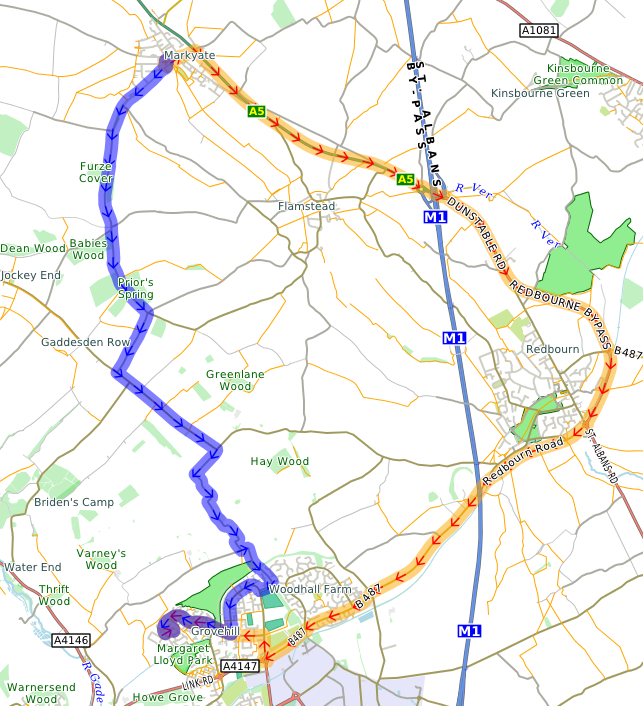 A1081
Markyate
Kinsbourne
Green Common
Kinsbourne Green
ST. ALBANS
BY-PASS
A5
Furze
Cover
A5
R Ver
Flamstead
M1
DUNSTABLE RD
R Ver
Dean Wood
Babies
Wood
Jockey End
Prior's
Spring
REDBOURNE BYPASS
M1
Gaddesden Row
Redbourn
B487
Greenlane
Wood
Hay Wood
Redbourn Road
ST. ALBANS RD
Briden's Camp
Varney's
Wood
Water End
Thrift
Wood
Woodhall Farm
B487
Grovehill
B487
M1
A4146
Margaret
Lloyd Park
A4147
R Gade
LINK RD
Warnersend
Wood
Howe Grove